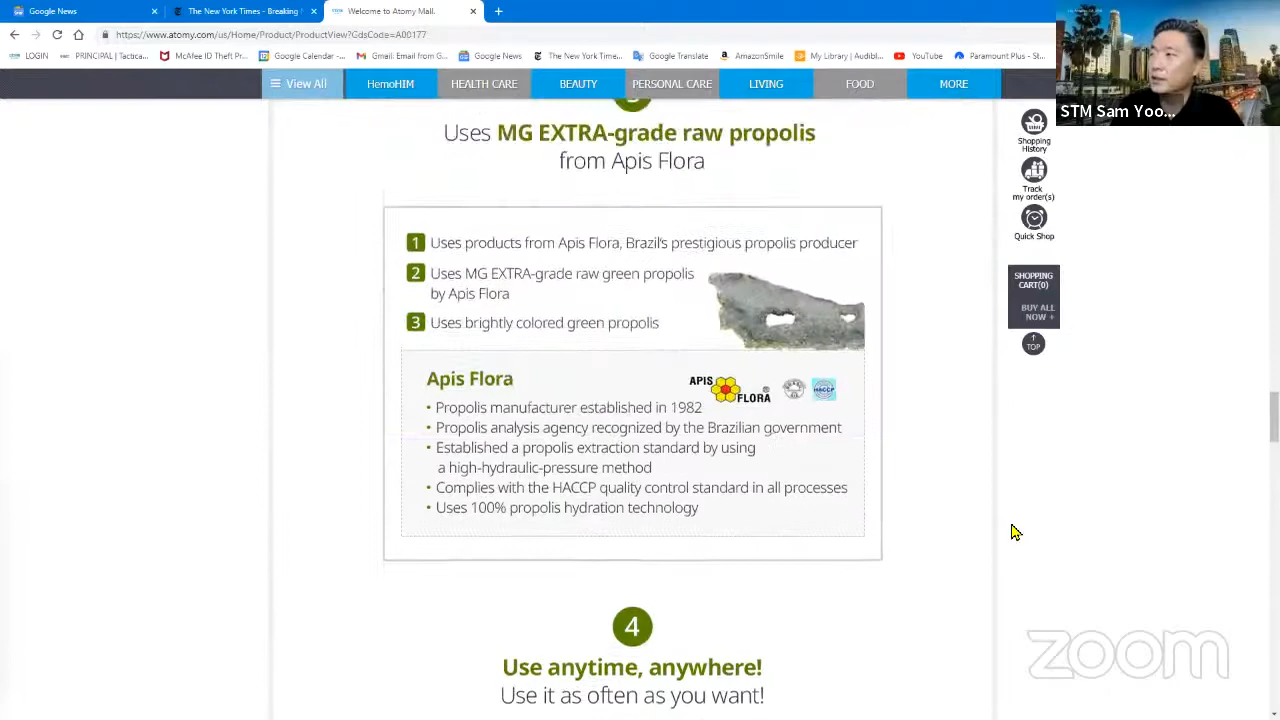 Google News
The New York Times - Breaking
Welcome to Atomy Mall.
https://www.atomy.com/us/Home/Product/ProductView?GdsCode=A00177
LOGIN
PRINCIPAL | Tactica...
McAfee ID Theft Pr...
Google Calendar -...
Gmail: Email from G...
Google News
The New York Time...
Google Translate
AmazonSmile
My Library | Audibl...
YouTube
Paramount Plus - St...
View All
HemoHIM
HEALTH CARE
BEAUTY
PERSONAL CARE
LIVING
FOOD
MORE
STM Sam Yoo...
Uses MG EXTRA-grade raw propolis
from Apis Flora
1 Uses products from Apis Flora, Brazil's prestigious propolis producer
2 Uses MG EXTRA-grade raw green propolis
by Apis Flora
3 Uses brightly colored green propolis
Apis Flora
APIS
FLORA
HACCP
• Propolis manufacturer established in 1982
• Propolis analysis agency recognized by the Brazilian government
• Established a propolis extraction standard by using
a high-hydraulic-pressure method
• Complies with the HACCP quality control standard in all processes
• Uses 100% propolis hydration technology
4
Use anytime, anywhere!
Use it as often as you want!
Shopping
History
Track
my order(s)
Quick Shop
SHOPPING
CART(0)
BUY ALL
NOW +
↑
TOP
zoom